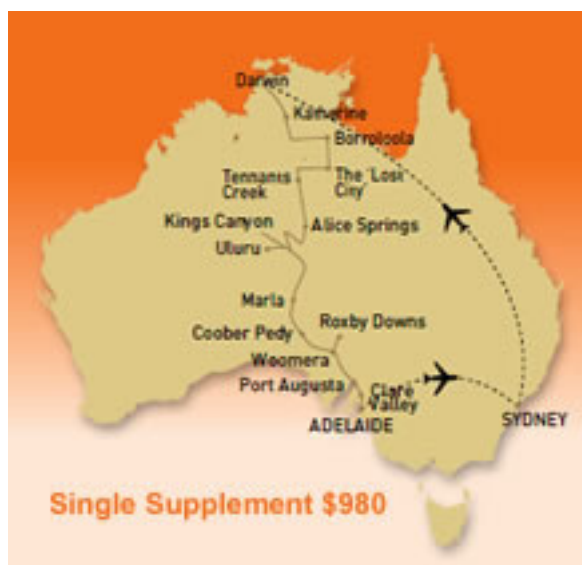 Darwin
Katherine
Borroloola
The 'Lost
City'
Tennants
Creek
Kings Canyon
Alice Springs
Uluru
Marla
Roxby Downs
Coober Pedy
Woomera
Port Augusta
Clare
Valley
ADELAIDE
SYDNEY
Single Supplement $980